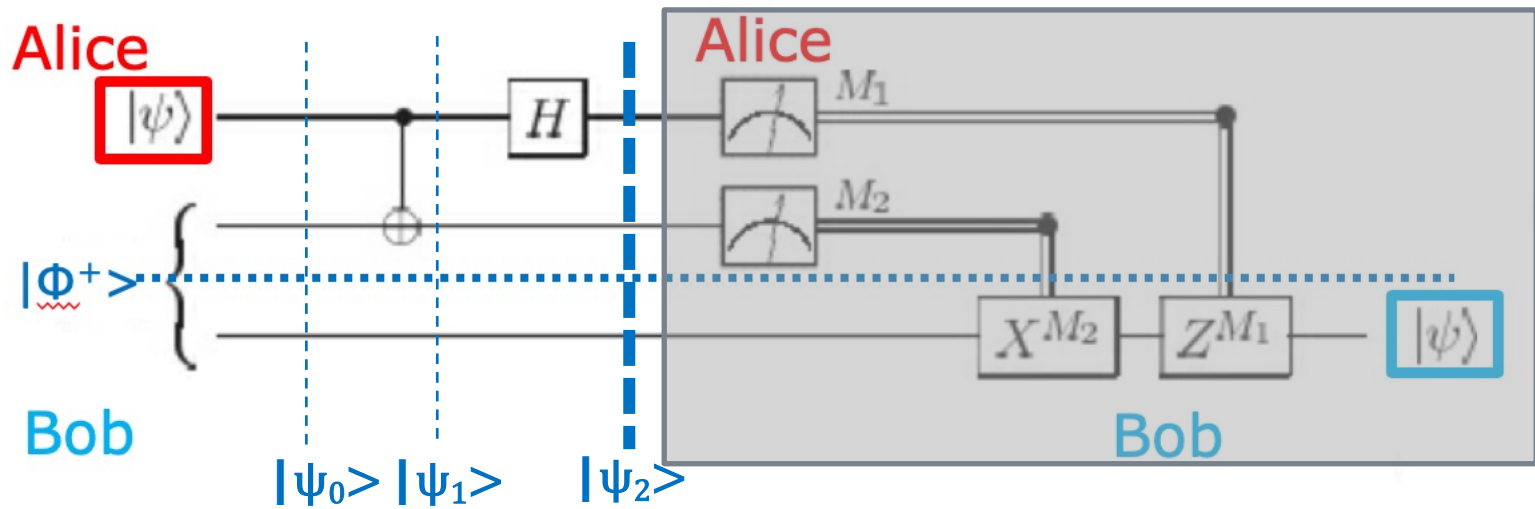 Alice
Alice
|ψ⟩
H
M₁
M₂
|Φ⁺>
X^M₂
Z^M₁
|ψ⟩
Bob
Bob
|ψ₀>
|ψ₁>
|ψ₂>